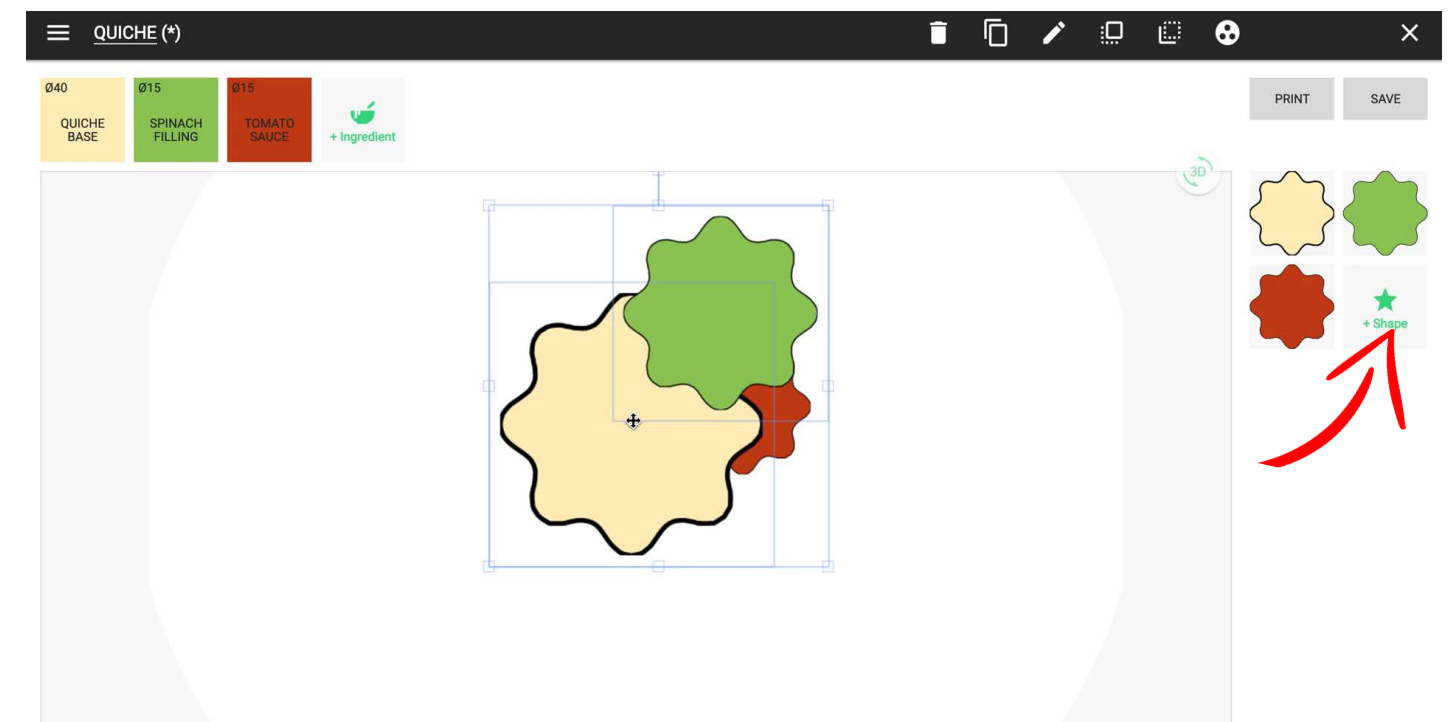 QUICHE (*)
Ø40
QUICHE
BASE
Ø15
SPINACH
FILLING
Ø15
TOMATO
SAUCE
+ Ingredient
PRINT
SAVE
3D
+ Shape